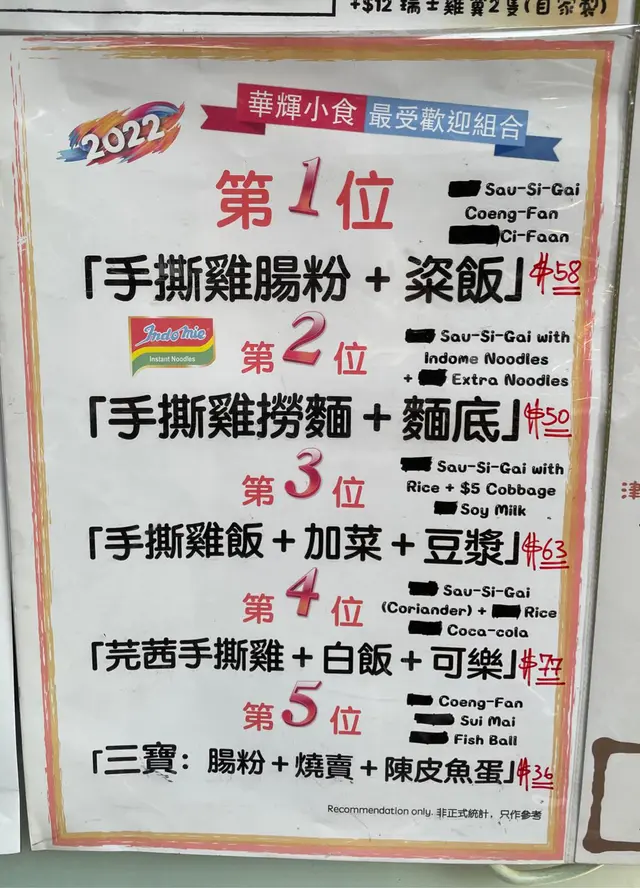 +$12 瑞士雞翼2隻(自家製)
2022
華輝小食 最受歡迎組合
第1位
Sau-Si-Gai
Coeng-Fan
Ci-Faan
「手撕雞腸粉 + 粢飯」$58
Indomie
Instant Noodles
第2位
Sau-Si-Gai with
Indome Noodles
+ Extra Noodles
「手撕雞撈麵 + 麵底」$50
第3位
Sau-Si-Gai with
Rice + $5 Cobbage
Soy Milk
「手撕雞飯 + 加菜 + 豆漿」$63
第4位
Sau-Si-Gai
(Coriander) + Rice
Coca-cola
「芫茜手撕雞 + 白飯 + 可樂」$77
第5位
Coeng-Fan
Sui Mai
Fish Ball
「三寶：腸粉 + 燒賣 + 陳皮魚蛋」$36
Recommendation only. 非正式統計，只作參考
津